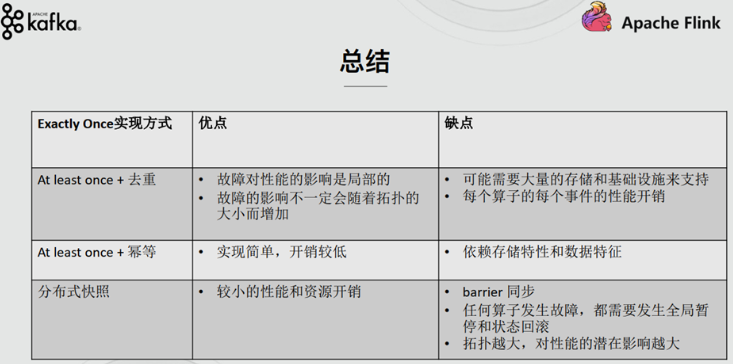 APACHE
kafka
Apache Flink
总结
Exactly Once实现方式
优点
缺点
At least once + 去重
• 故障对性能的影响是局部的
• 故障的影响不一定会随着拓扑的
大小而增加
• 可能需要大量的存储和基础设施来支持
• 每个算子的每个事件的性能开销
At least once + 幂等
• 实现简单，开销较低
• 依赖存储特性和数据特征
分布式快照
• 较小的性能和资源开销
• barrier 同步
• 任何算子发生故障，都需要发生全局暂
停和状态回滚
• 拓扑越大，对性能的潜在影响越大